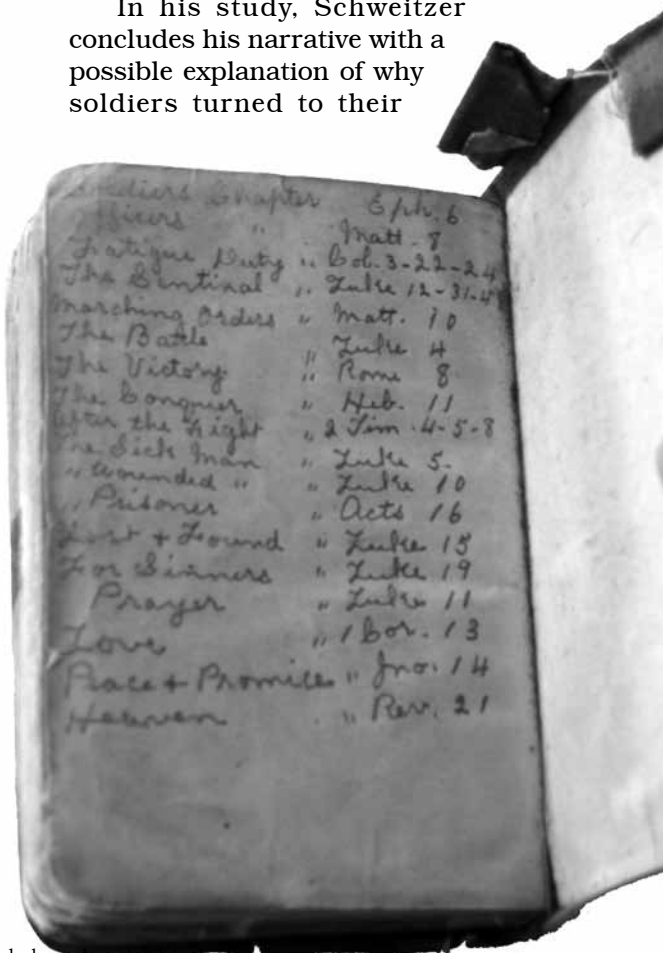 In his study, Schweitzer
concludes his narrative with a
possible explanation of why
soldiers turned to their
Soldiers Chapter Eph. 6
Officers " Matt. 8
Fatigue Duty " Col. 3-22-24
The Sentinal " Luke 12-31-4
Marching Orders " Matt. 10
The Battle " Luke 4
The Victory " Rome 8
The Conquer " Heb. 11
After the Fight " 2 Tim. 4-5-8
The Sick Man " Luke 5.
" Wounded " " Luke 10
" Prisoner " Acts 16
Lost + Found " Luke 15
For Sinners " Luke 19
Prayer " Luke 11
Love " 1 Cor. 13
Peace + Promise " Jno. 14
Heaven " Rev. 21